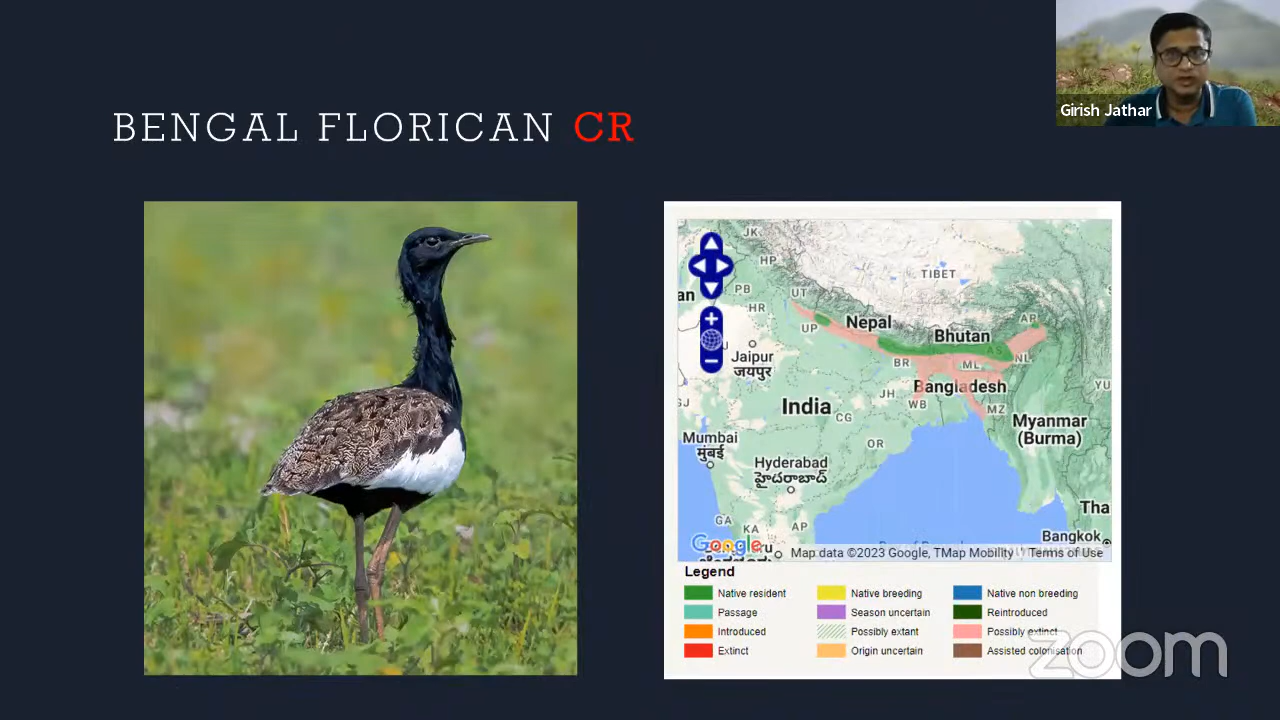 BENGAL FLORICAN CR
Girish Jathar
JK
HP
TIBET
PB
UT
HR
an
AR
UP
Nepal
Bhutan
AS
NL
Jaipur
जयपुर
BR
ML
Bangladesh
JH
WB
MZ
YU
GJ
India
CG
Myanmar
(Burma)
Mumbai
मुंबई
OR
Hyderabad
హైదరాబాద్
Tha
GA
KA
AP
Bangkok
Google
Map data ©2023 Google, TMap Mobility
Terms of Use
Legend
Native resident
Native breeding
Native non breeding
Passage
Season uncertain
Reintroduced
Introduced
Possibly extant
Possibly extinct
Extinct
Origin uncertain
Assisted colonisation
zoom